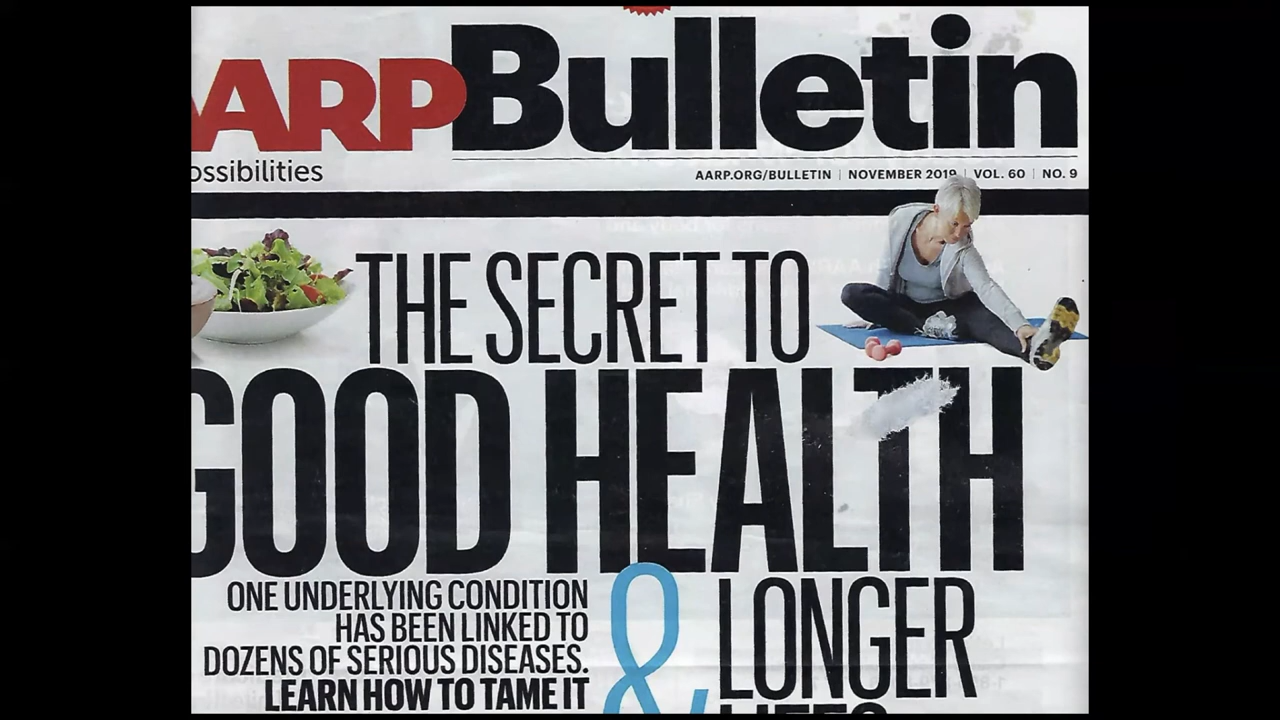 AARP Bulletin
ossibilities
AARP.ORG/BULLETIN | NOVEMBER 2019 | VOL. 60 | NO. 9
THE SECRET TO
GOOD HEALTH
ONE UNDERLYING CONDITION
HAS BEEN LINKED TO
DOZENS OF SERIOUS DISEASES.
LEARN HOW TO TAME IT
& LONGER